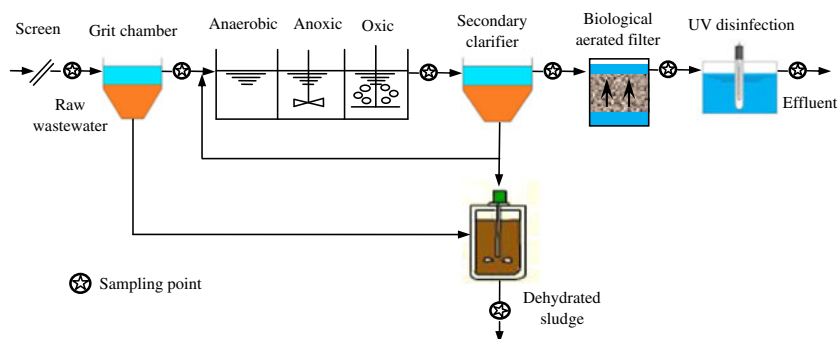 Screen
Grit chamber
Anaerobic
Anoxic
Oxic
Secondary
clarifier
Biological
aerated filter
UV disinfection
Raw
wastewater
Effluent
Sampling point
Dehydrated
sludge